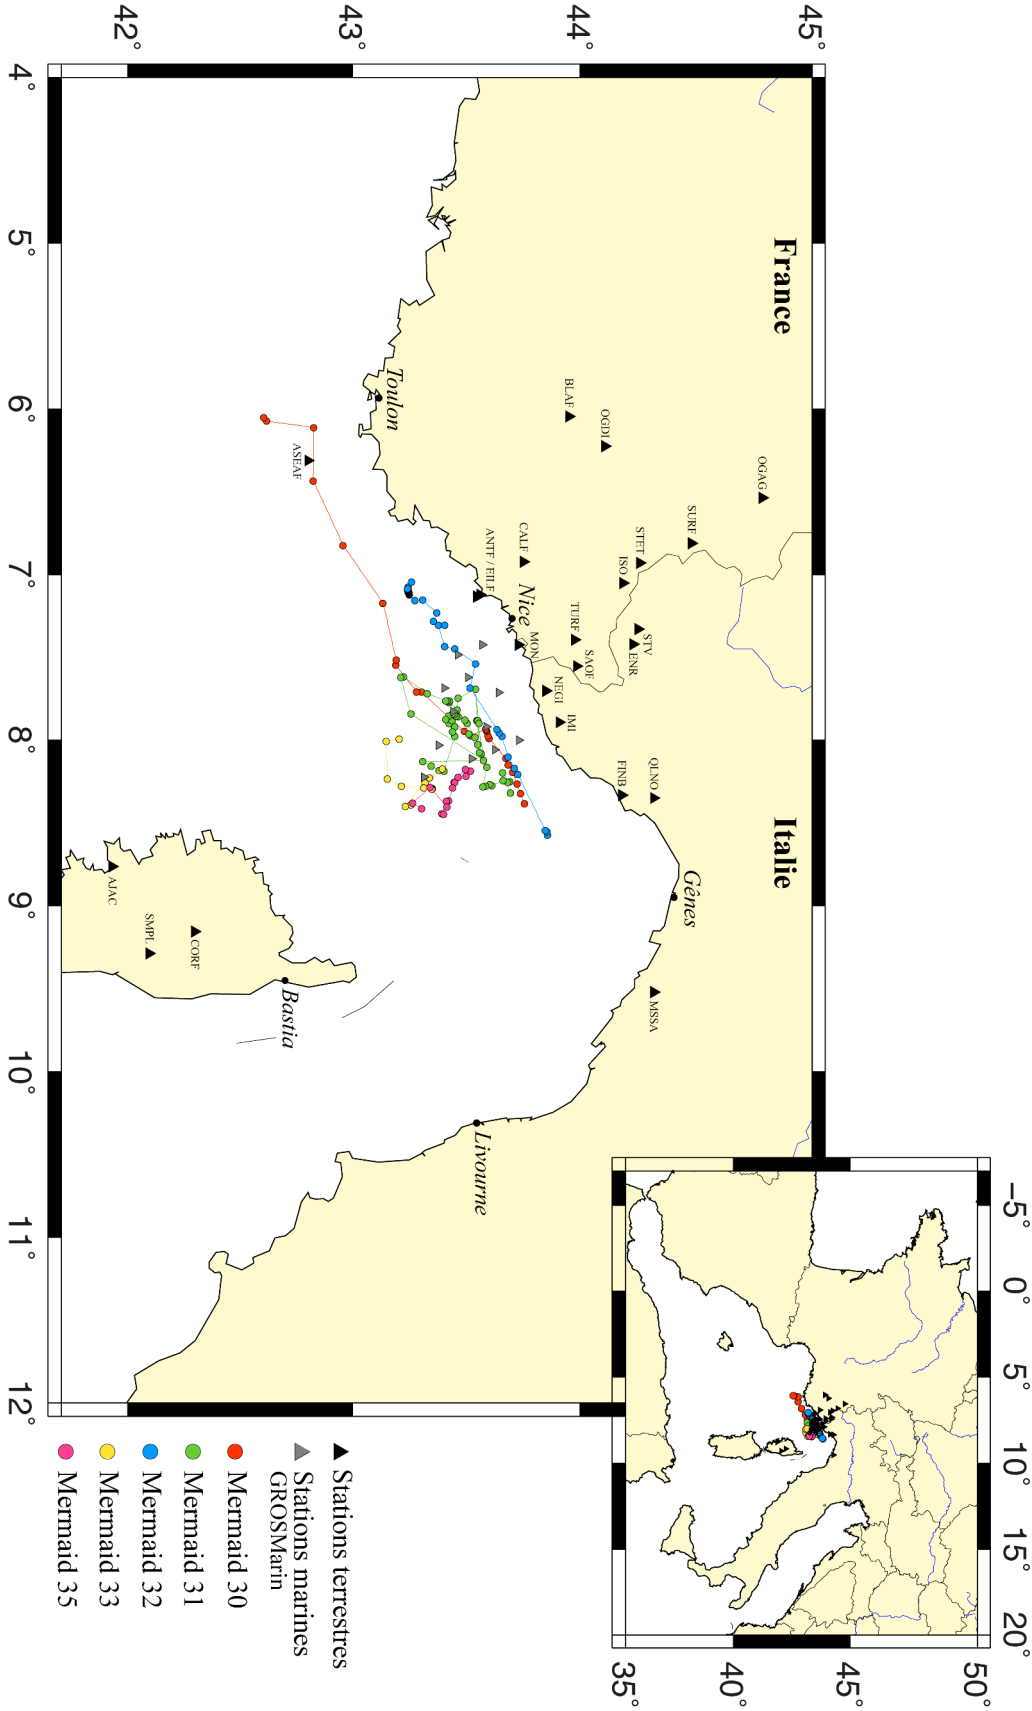 42°
43°
44°
45°
4°
5°
6°
7°
8°
9°
10°
11°
12°
France
Italie
Toulon
Nice
Gênes
Livourne
Bastia
OGAG
OGDI
BLAF
SURF
STET
ISO
CALF
ANTF / EILF
ASEAF
STV
ENR
TURF
SAOF
MON
NEGI
IMI
FINB
QLNO
MSSA
AJAC
SMPL
CORF
−5°
0°
5°
10°
15°
20°
35°
40°
45°
50°
Stations terrestres
Stations marines
GROSMarin
Mermaid 30
Mermaid 31
Mermaid 32
Mermaid 33
Mermaid 35